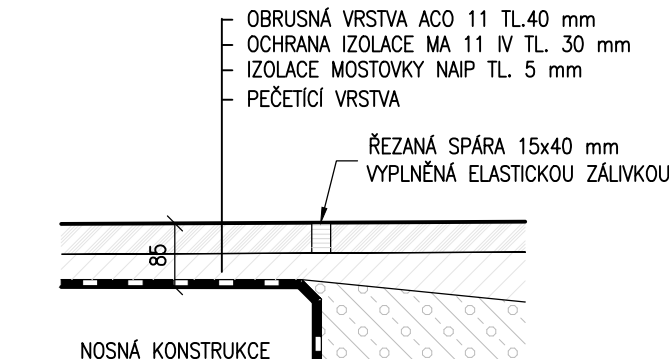 OBRUSNÁ VRSTVA ACO 11 TL.40 mm
OCHRANA IZOLACE MA 11 IV TL. 30 mm
IZOLACE MOSTOVKY NAIP TL. 5 mm
PEČETÍCÍ VRSTVA
ŘEZANÁ SPÁRA 15x40 mm
VYPLNĚNÁ ELASTICKOU ZÁLIVKOU
85
NOSNÁ KONSTRUKCE